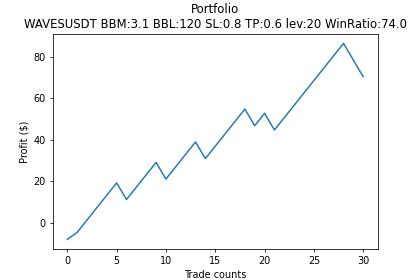 Portfolio
WAVESUSDT BBM:3.1 BBL:120 SL:0.8 TP:0.6 lev:20 WinRatio:74.0
Profit ($)
80
60
40
20
0
0 5 10 15 20 25 30
Trade counts